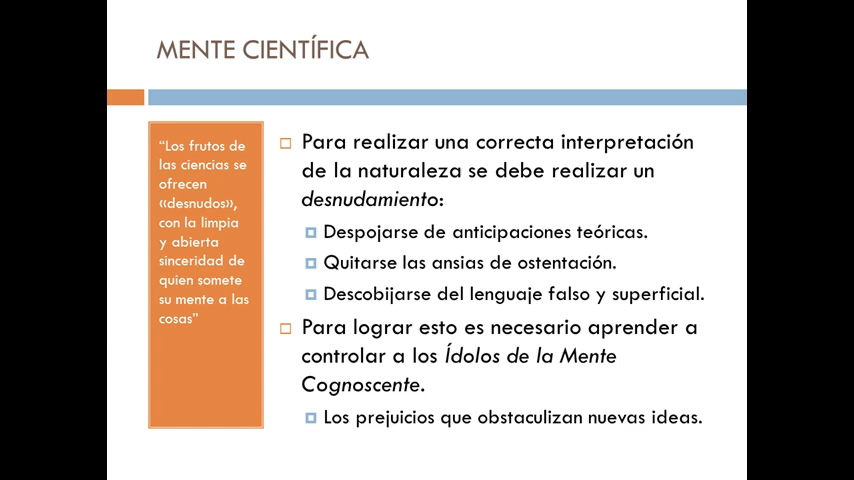 MENTE CIENTÍFICA
“Los frutos de
las ciencias se
ofrecen
«desnudos»,
con la limpia
y abierta
sinceridad de
quien somete
su mente a las
cosas”
Para realizar una correcta interpretación
de la naturaleza se debe realizar un
desnudamiento:
Despojarse de anticipaciones teóricas.
Quitarse las ansias de ostentación.
Descobijarse del lenguaje falso y superficial.
Para lograr esto es necesario aprender a
controlar a los Ídolos de la Mente
Cognoscente.
Los prejuicios que obstaculizan nuevas ideas.